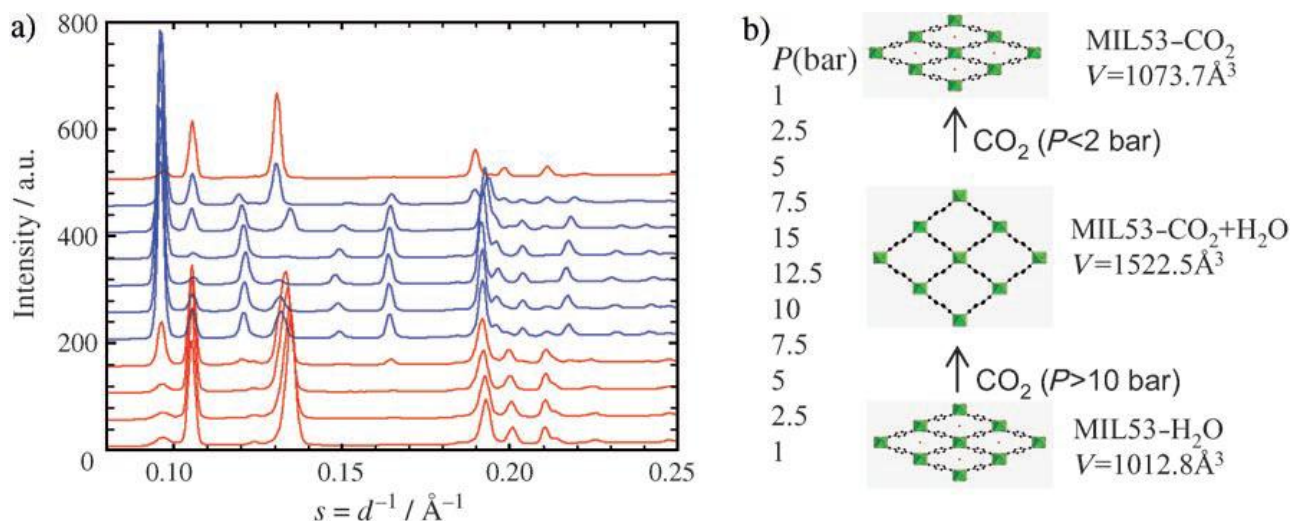 a)
800
600
400
200
0
Intensity / a.u.
0.10 0.15 0.20 0.25
s = d⁻¹ / Å⁻¹
b)
P(bar)
1
2.5
5
7.5
15
12.5
10
7.5
5
2.5
1
MIL53–CO₂
V=1073.7Å³
CO₂ (P<2 bar)
MIL53–CO₂+H₂O
V=1522.5Å³
CO₂ (P>10 bar)
MIL53–H₂O
V=1012.8Å³